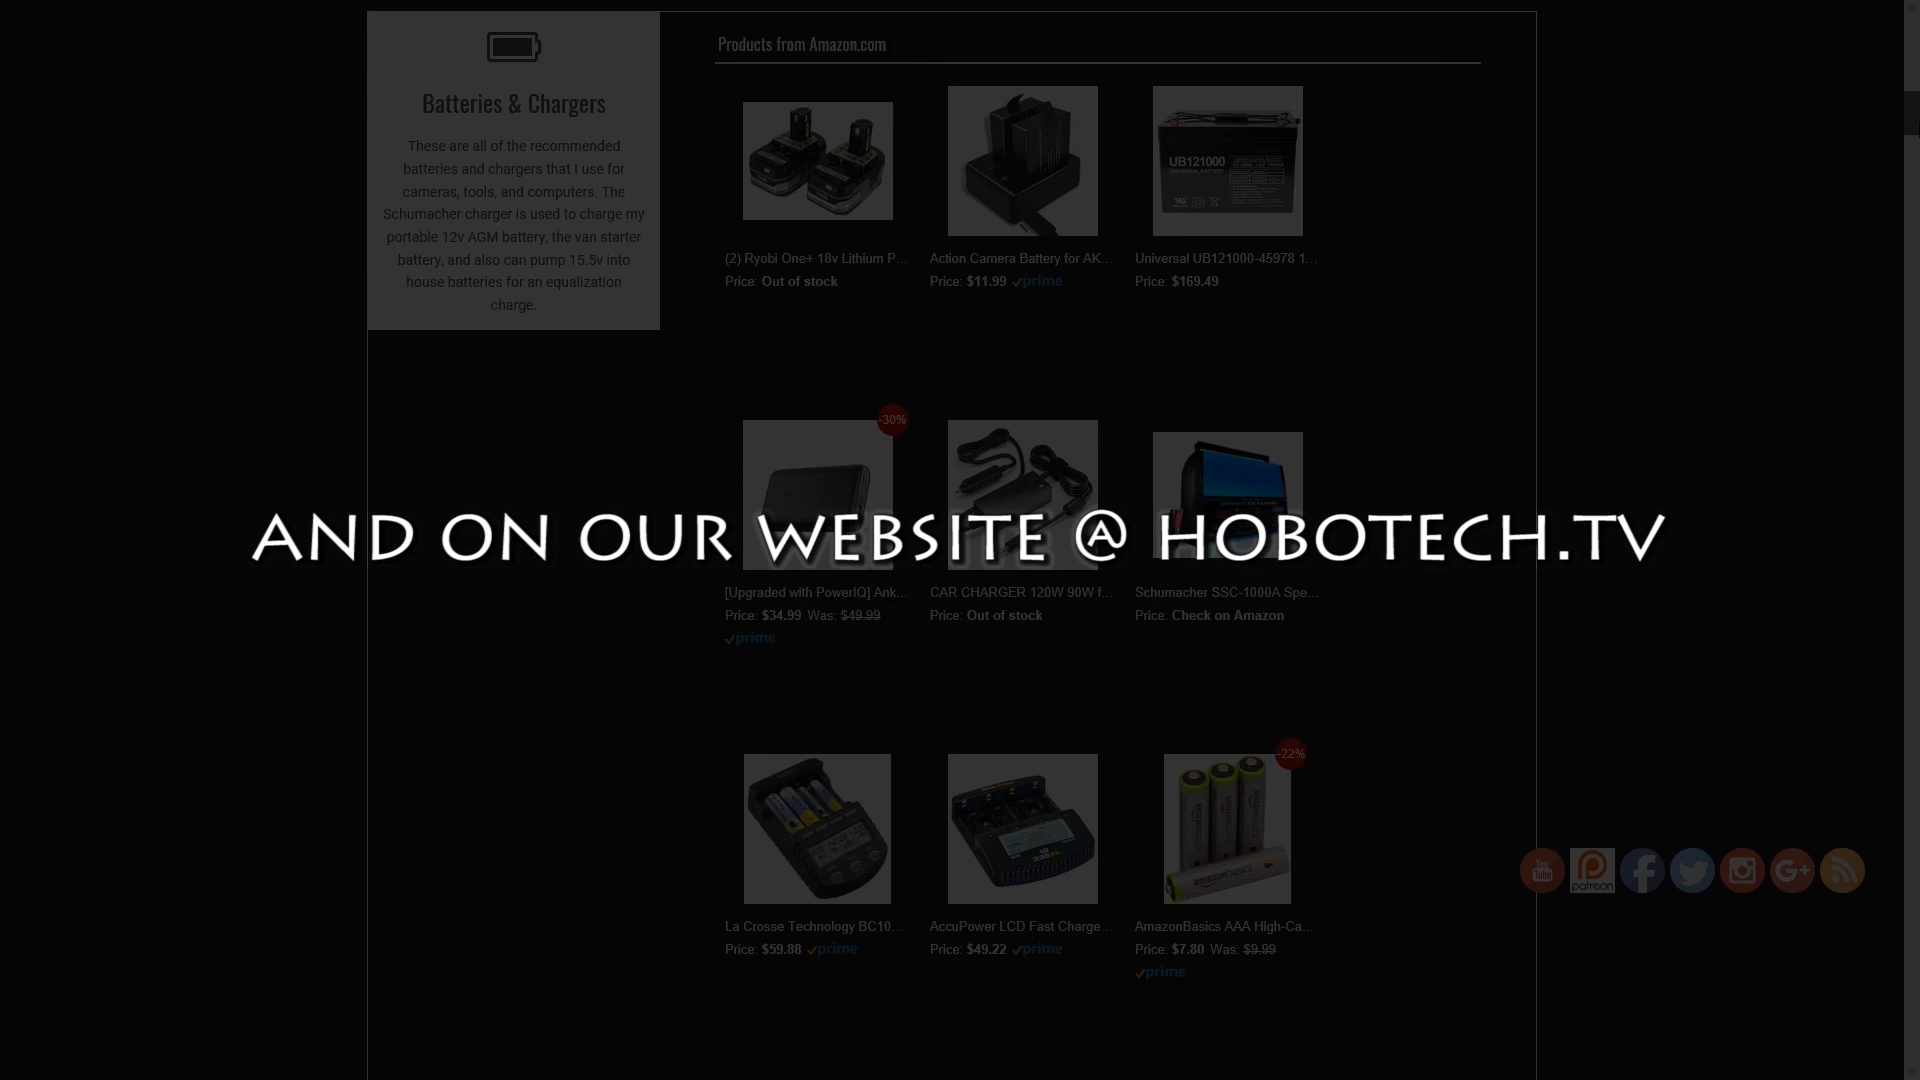 Batteries & Chargers
These are all of the recommended
batteries and chargers that i use for
cameras, tools, and computers. The
Schumacher charger is used to charge my
portable 12v AGM battery, the van starter
battery, and also can pump 15.5v into
house batteries for an equalization
charge.
Products from Amazon.com
UB121000
UNIVERSAL BATTERY
(2) Ryobi One+ 18v Lithium P...
Price: Out of stock
Action Camera Battery for AK...
Price: $11.99 prime
Universal UB121000-45978 1...
Price: $169.49
-30%
AND ON OUR WEBSITE @ HOBOTECH.TV
[Upgraded with PowerIQ] Ank...
Price: $34.99 Was: $49.99
prime
CAR CHARGER 120W 90W f...
Price: Out of stock
Schumacher SSC-1000A Spe...
Price: Check on Amazon
-22%
amazonbasics
La Crosse Technology BC10...
Price: $59.88 prime
AccuPower LCD Fast Charge...
Price: $49.22 prime
AmazonBasics AAA High-Ca...
Price: $7.80 Was: $9.99
prime
You
Tube
patreon
G+